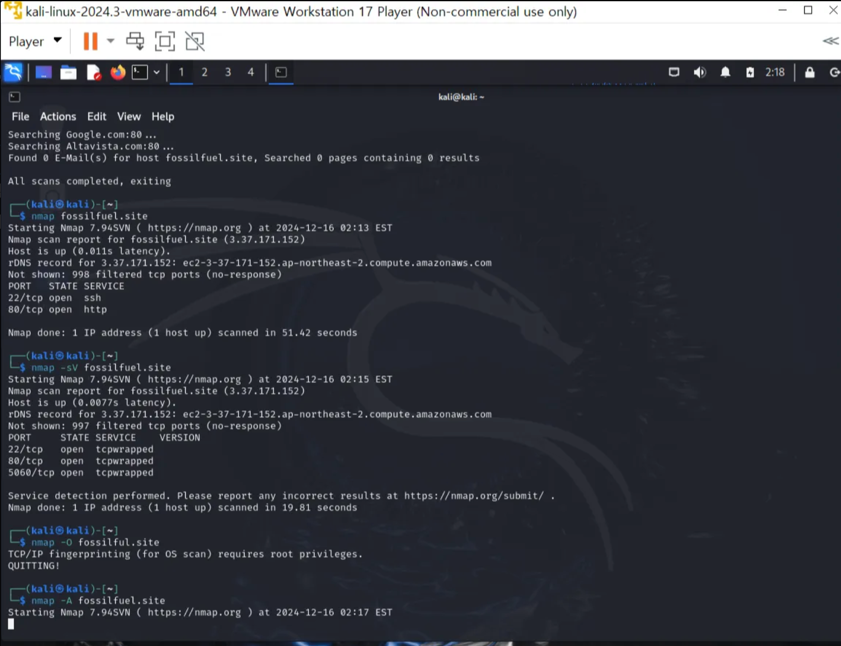 kali-linux-2024.3-vmware-amd64 - VMware Workstation 17 Player (Non-commercial use only)
Player
1 2 3 4 2:18
kali@kali: ~
File Actions Edit View Help
Searching Google.com:80 ...
Searching Altavista.com:80 ...
Found 0 E-Mail(s) for host fossilfuel.site, Searched 0 pages containing 0 results
All scans completed, exiting
┌──(kali㉿kali)-[~]
└─$ nmap fossilfuel.site
Starting Nmap 7.94SVN ( https://nmap.org ) at 2024-12-16 02:13 EST
Nmap scan report for fossilfuel.site (3.37.171.152)
Host is up (0.011s latency).
rDNS record for 3.37.171.152: ec2-3-37-171-152.ap-northeast-2.compute.amazonaws.com
Not shown: 998 filtered tcp ports (no-response)
PORT   STATE SERVICE
22/tcp open  ssh
80/tcp open  http
Nmap done: 1 IP address (1 host up) scanned in 51.42 seconds
┌──(kali㉿kali)-[~]
└─$ nmap -sV fossilfuel.site
Starting Nmap 7.94SVN ( https://nmap.org ) at 2024-12-16 02:15 EST
Nmap scan report for fossilfuel.site (3.37.171.152)
Host is up (0.0077s latency).
rDNS record for 3.37.171.152: ec2-3-37-171-152.ap-northeast-2.compute.amazonaws.com
Not shown: 997 filtered tcp ports (no-response)
PORT     STATE SERVICE    VERSION
22/tcp   open  tcpwrapped
80/tcp   open  tcpwrapped
5060/tcp open  tcpwrapped
Service detection performed. Please report any incorrect results at https://nmap.org/submit/ .
Nmap done: 1 IP address (1 host up) scanned in 19.81 seconds
┌──(kali㉿kali)-[~]
└─$ nmap -O fossilful.site
TCP/IP fingerprinting (for OS scan) requires root privileges.
QUITTING!
┌──(kali㉿kali)-[~]
└─$ nmap -A fossilfuel.site
Starting Nmap 7.94SVN ( https://nmap.org ) at 2024-12-16 02:17 EST